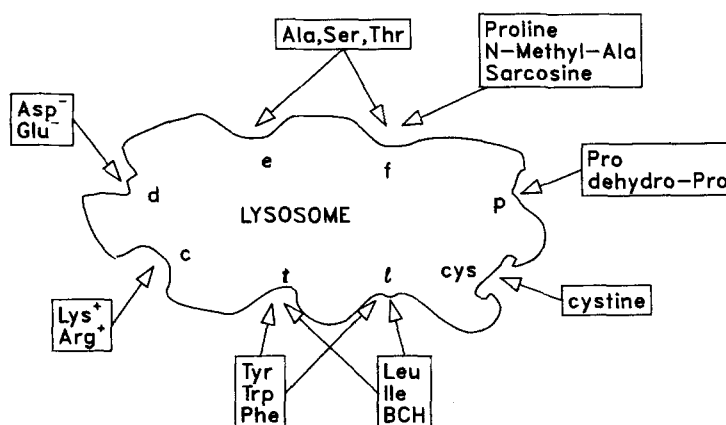 Ala,Ser,Thr
Proline
N-Methyl-Ala
Sarcosine
Asp⁻
Glu⁻
e
f
Pro
dehydro-Pro
d
p
LYSOSOME
c
t
l
cys
cystine
Lys⁺
Arg⁺
Tyr
Trp
Phe
Leu
Ile
BCH